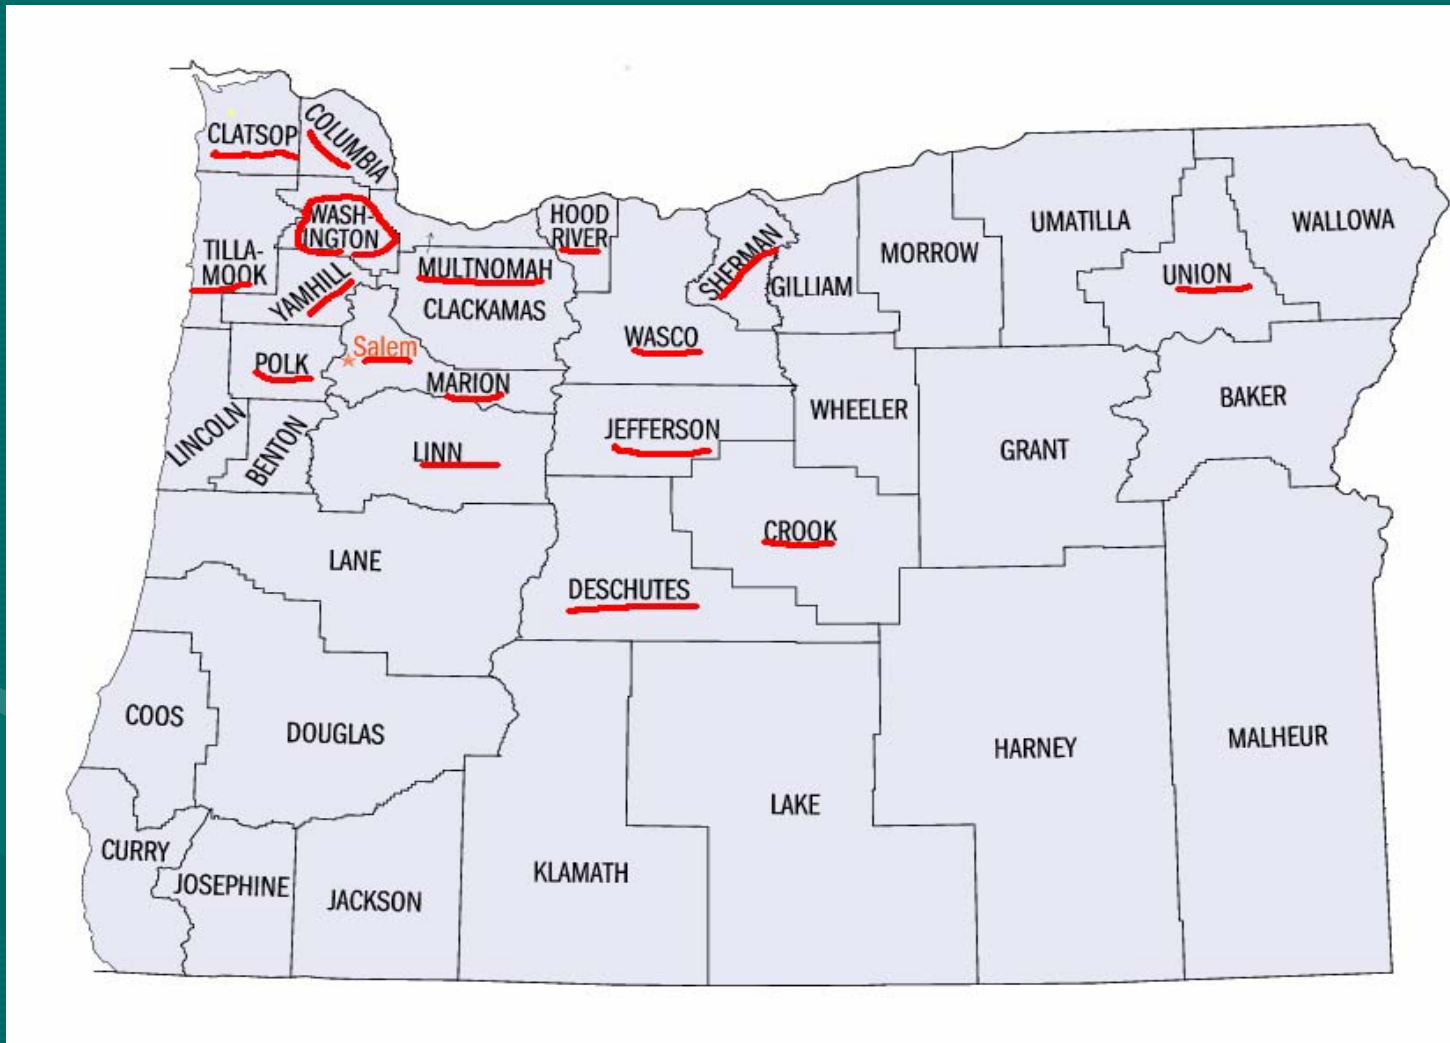 CLATSOP
COLUMBIA
WASH-
INGTON
TILLA-
MOOK
YAMHILL
MULTNOMAH
CLACKAMAS
HOOD
RIVER
WASCO
SHERMAN
GILLIAM
MORROW
UMATILLA
UNION
WALLOWA
POLK
Salem
MARION
LINCOLN
BENTON
LINN
JEFFERSON
WHEELER
GRANT
BAKER
LANE
DESCHUTES
CROOK
COOS
DOUGLAS
HARNEY
MALHEUR
LAKE
CURRY
JOSEPHINE
JACKSON
KLAMATH